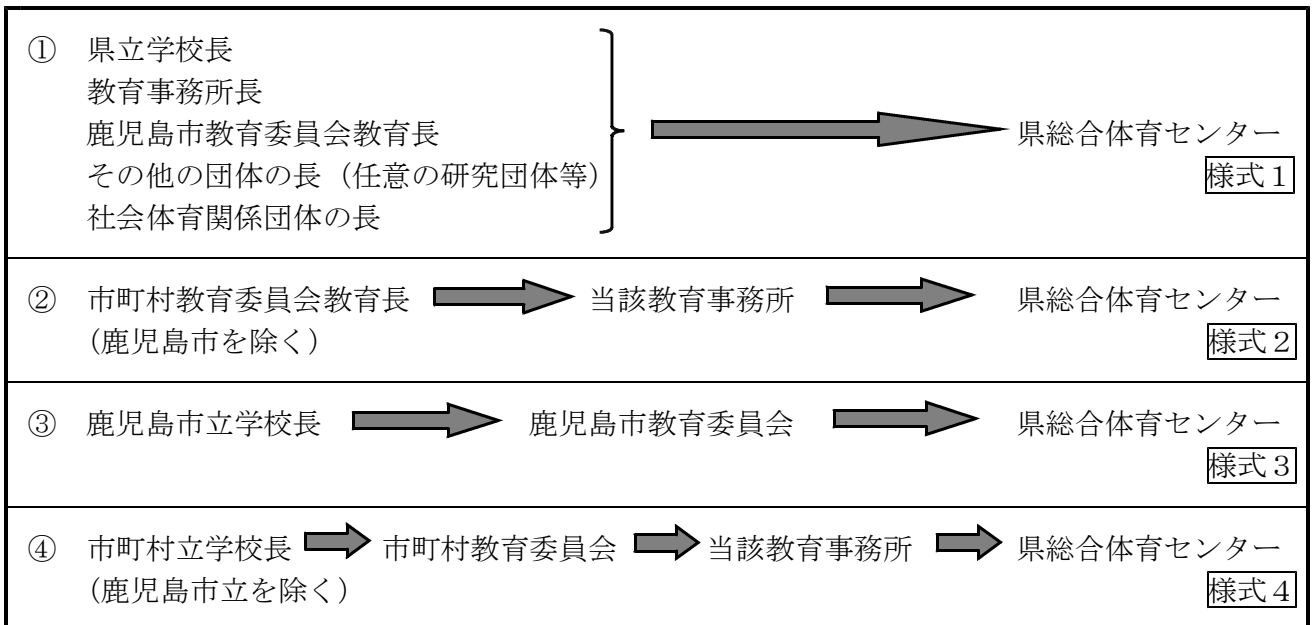 ① 県立学校長
教育事務所長
鹿児島市教育委員会教育長 県総合体育センター
その他の団体の長（任意の研究団体等） 様式１
社会体育関係団体の長
② 市町村教育委員会教育長 当該教育事務所 県総合体育センター
（鹿児島市を除く） 様式２
③ 鹿児島市立学校長 鹿児島市教育委員会 県総合体育センター
様式３
④ 市町村立学校長 市町村教育委員会 当該教育事務所 県総合体育センター
（鹿児島市立を除く） 様式４